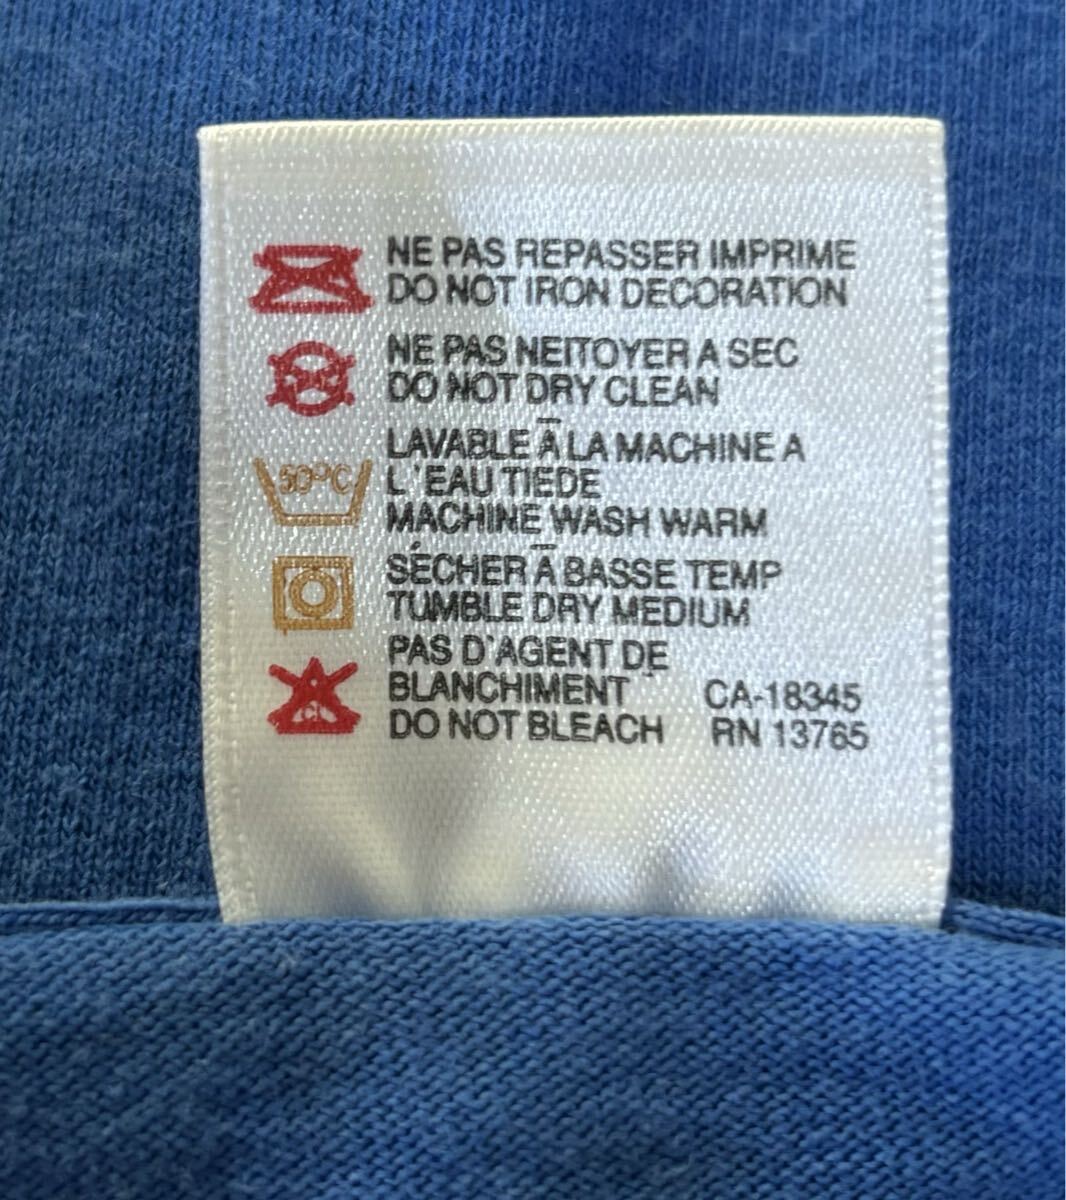 NE PAS REPASSER IMPRIME
DO NOT IRON DECORATION
NE PAS NEITOYER A SEC
DO NOT DRY CLEAN
LAVABLE À LA MACHINE A
50°C L'EAU TIEDE
MACHINE WASH WARM
SÉCHER À BASSE TEMP
TUMBLE DRY MEDIUM
PAS D'AGENT DE
BLANCHIMENT CA-18345
CL DO NOT BLEACH RN 13765